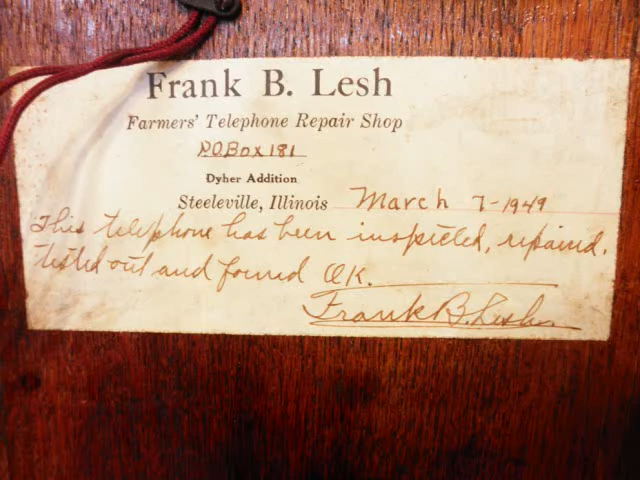 Frank B. Lesh
Farmers' Telephone Repair Shop
P.O. Box 181
Dyher Addition
Steeleville, Illinois March 7-1949
This telephone has been inspected, repaired,
tested out and found O.K.
Frank B. Lesh